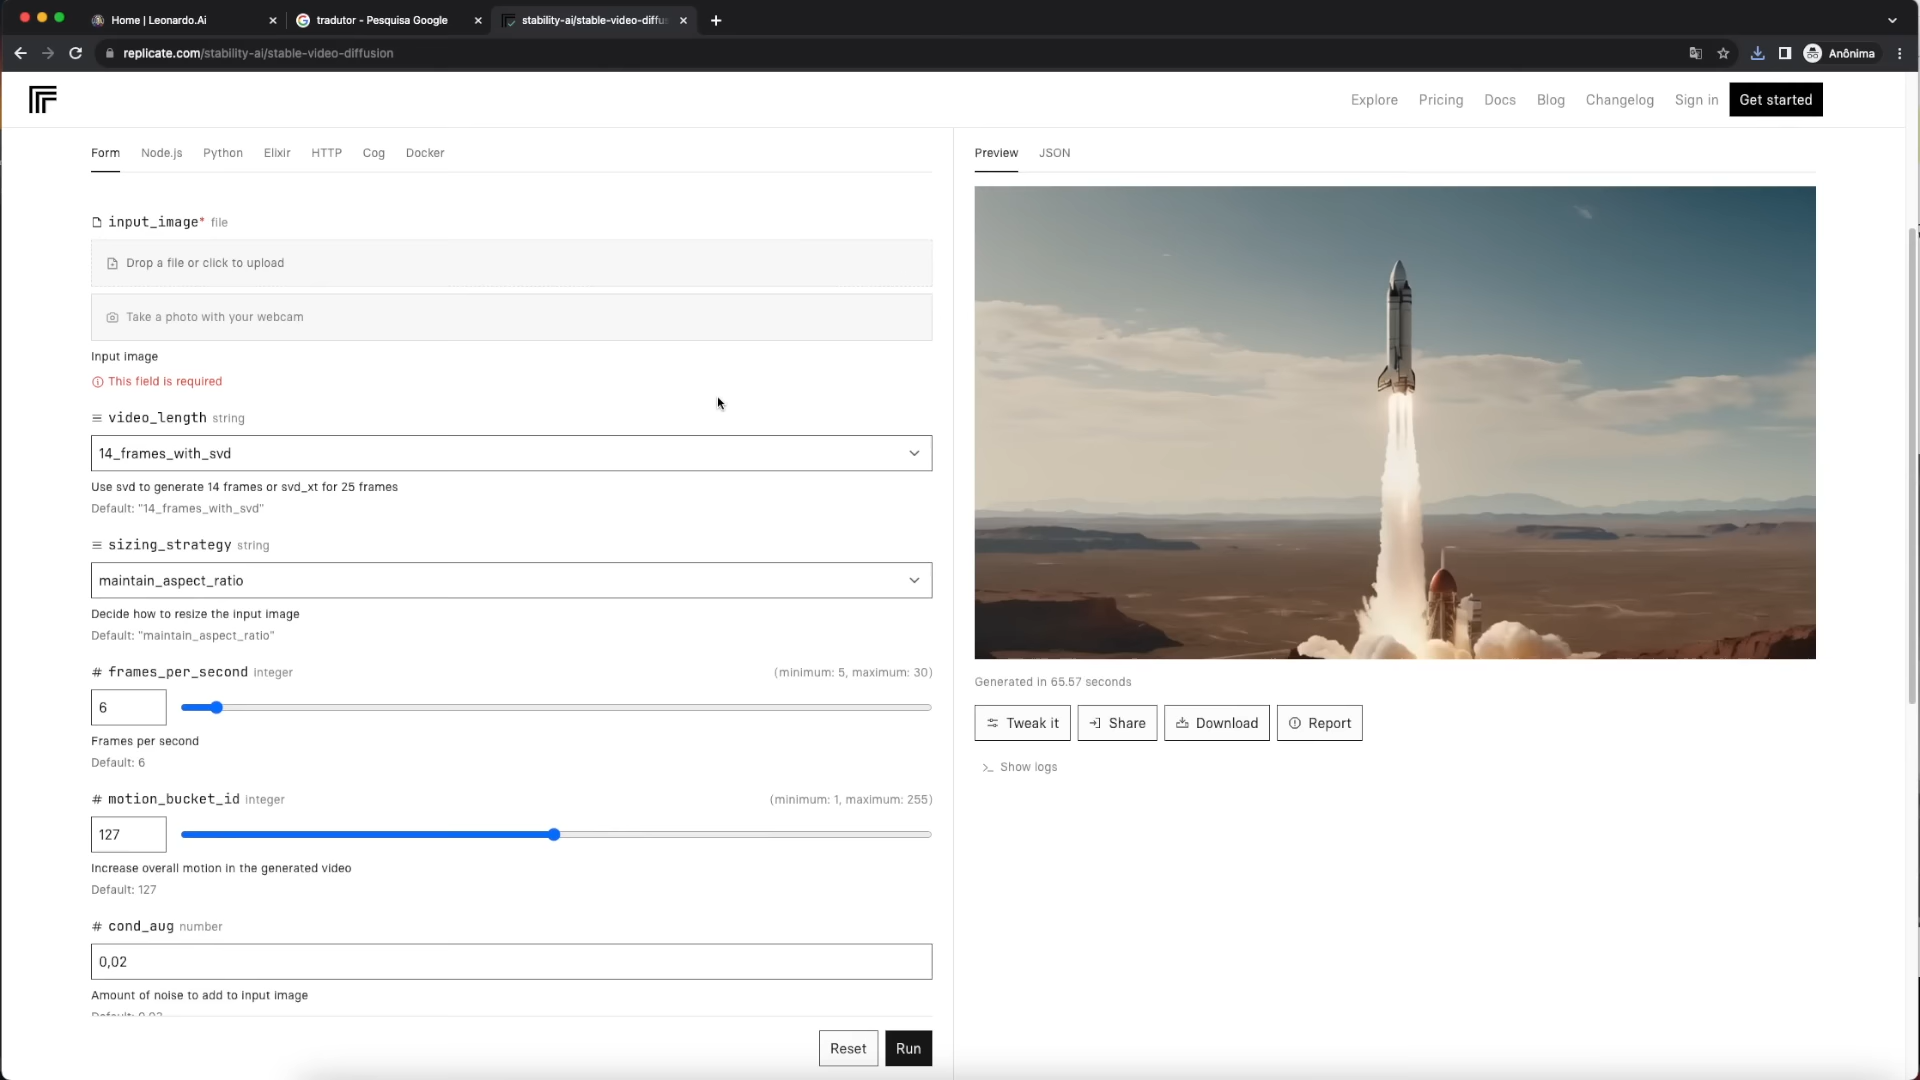 Home | Leonardo.Ai
tradutor - Pesquisa Google
stability-ai/stable-video-diffus
replicate.com/stability-ai/stable-video-diffusion
Anônima
Explore
Pricing
Docs
Blog
Changelog
Sign in
Get started
Form
Node.js
Python
Elixir
HTTP
Cog
Docker
input_image* file
Drop a file or click to upload
Take a photo with your webcam
Input image
This field is required
video_length string
14_frames_with_svd
Use svd to generate 14 frames or svd_xt for 25 frames
Default: "14_frames_with_svd"
sizing_strategy string
maintain_aspect_ratio
Decide how to resize the input image
Default: "maintain_aspect_ratio"
# frames_per_second integer (minimum: 5, maximum: 30)
6
Frames per second
Default: 6
# motion_bucket_id integer (minimum: 1, maximum: 255)
127
Increase overall motion in the generated video
Default: 127
# cond_aug number
0,02
Amount of noise to add to input image
Default: 0.02
Reset
Run
Preview
JSON
Generated in 65.57 seconds
Tweak it
Share
Download
Report
Show logs